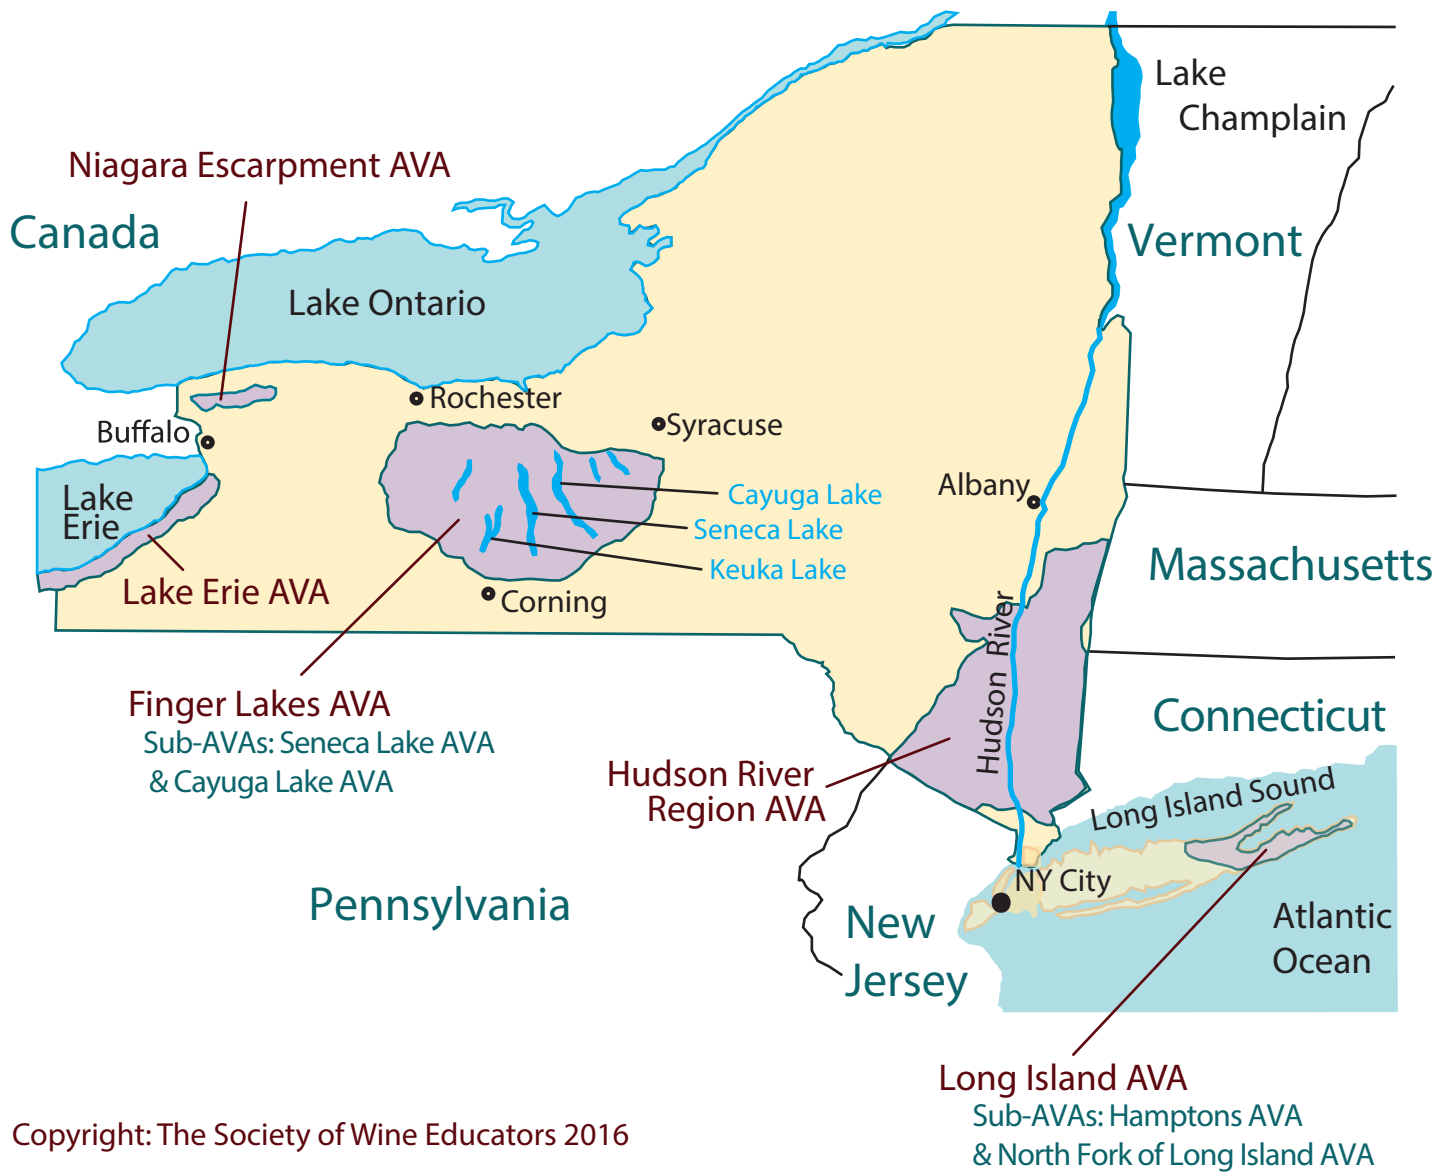 Lake
Champlain
Niagara Escarpment AVA
Canada
Vermont
Lake Ontario
Rochester
Syracuse
Buffalo
Lake
Erie
Albany
Cayuga Lake
Seneca Lake
Keuka Lake
Massachusetts
Lake Erie AVA
Corning
Hudson River
Finger Lakes AVA
Sub-AVAs: Seneca Lake AVA
& Cayuga Lake AVA
Connecticut
Hudson River
Region AVA
Long Island Sound
NY City
Pennsylvania
New
Jersey
Atlantic
Ocean
Long Island AVA
Sub-AVAs: Hamptons AVA
& North Fork of Long Island AVA
Copyright: The Society of Wine Educators 2016